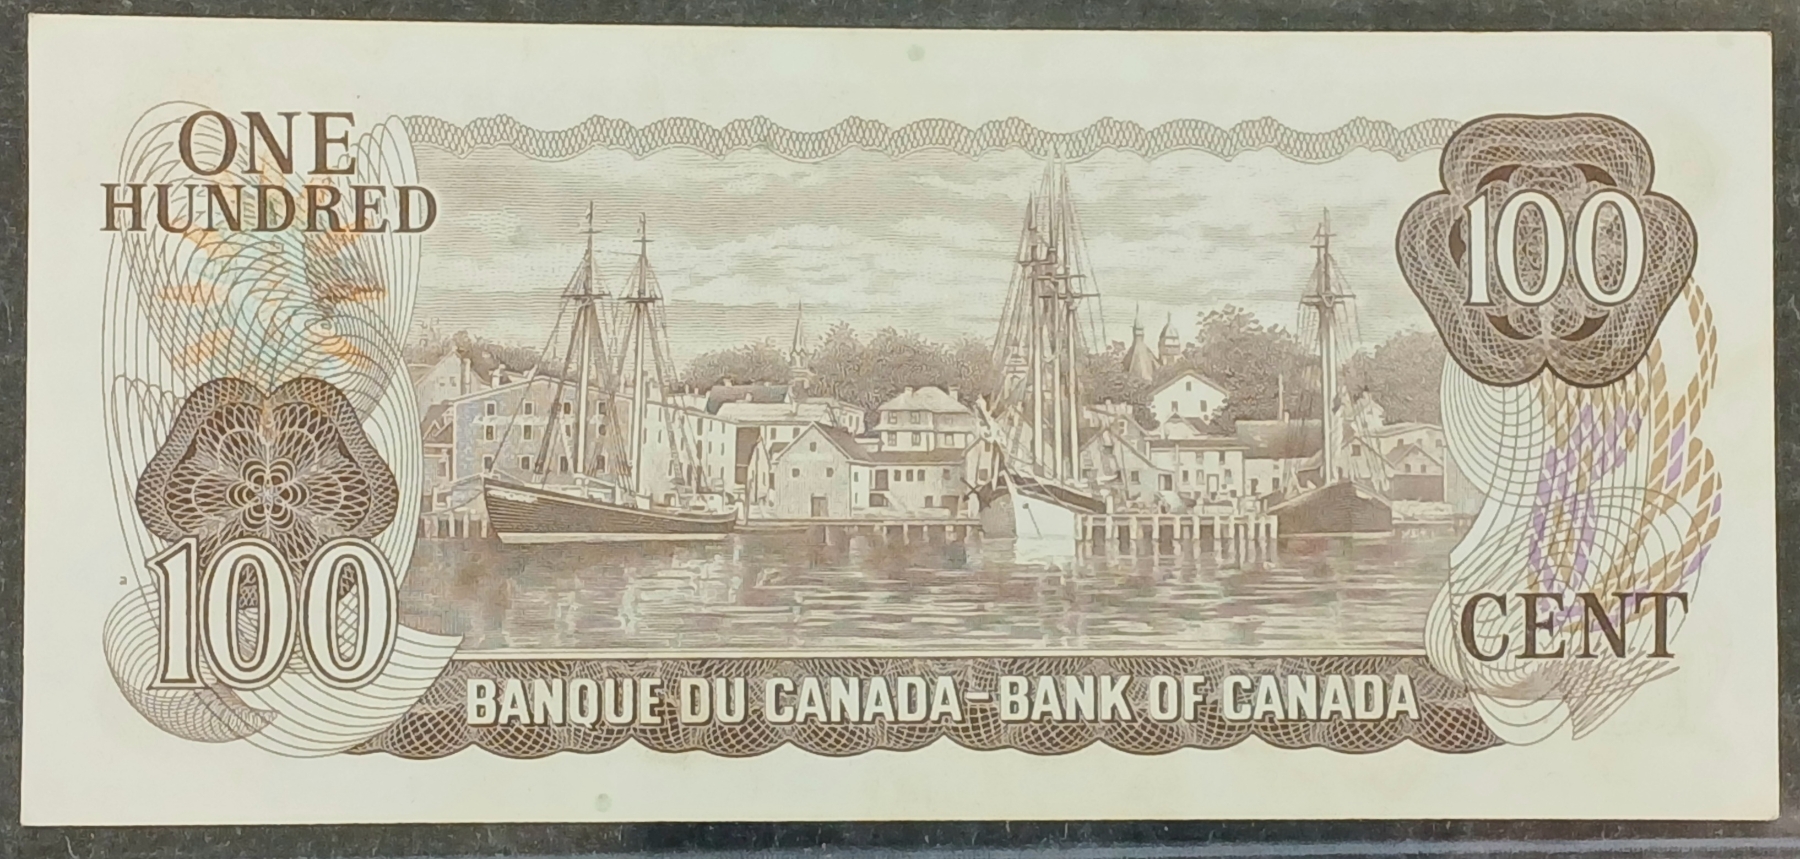 ONE
HUNDRED
100
a
100
CENT
BANQUE DU CANADA-BANK OF CANADA